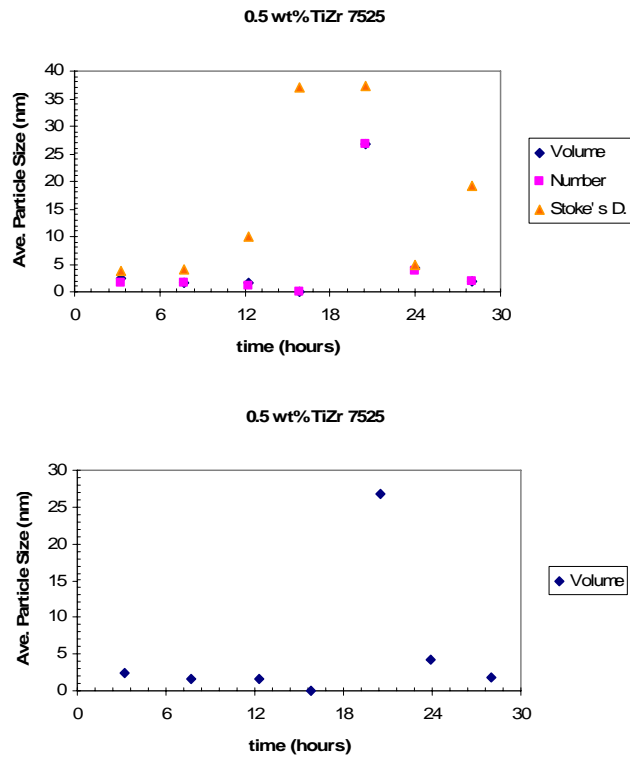 0.5 wt% TiZr 7525
40
35
30
25
20
15
10
5
0
Ave. Particle Size (nm)
0 6 12 18 24 30
time (hours)
Volume
Number
Stoke's D.
0.5 wt% TiZr 7525
30
25
20
15
10
5
0
Ave. Particle Size (nm)
0 6 12 18 24 30
time (hours)
Volume